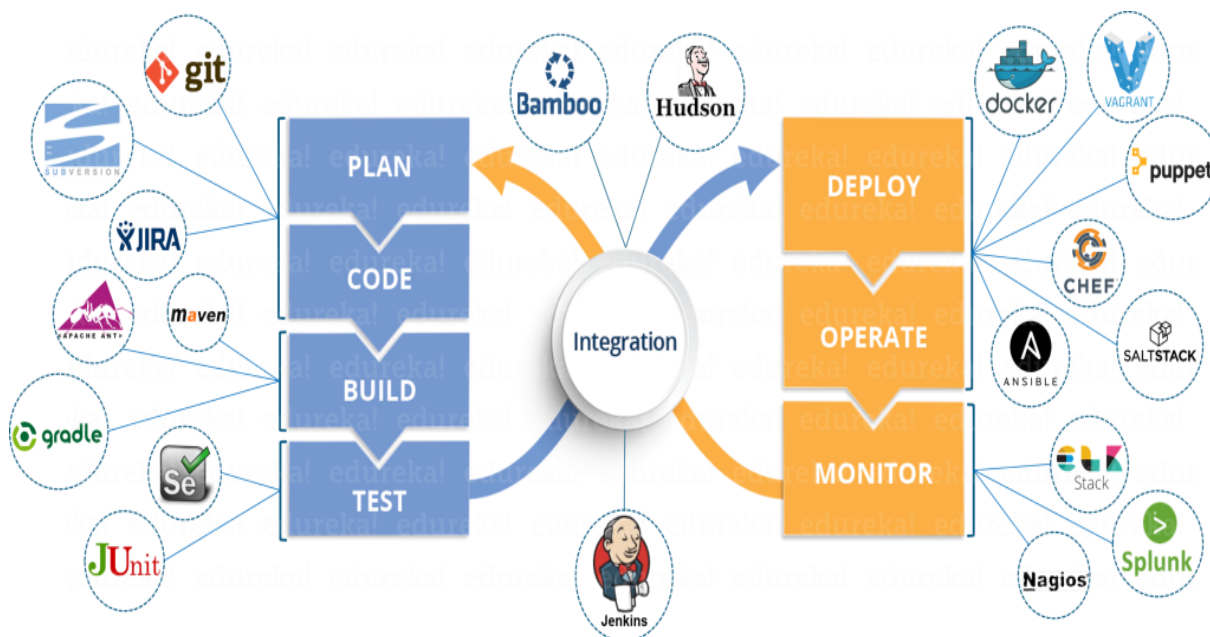 git
SUBVERSION
JIRA
PLAN
CODE
BUILD
TEST
<APACHE ANT>
maven
gradle
Se
JUnit
Bamboo
Hudson
Integration
Jenkins
DEPLOY
OPERATE
MONITOR
docker
VAGRANT
puppet
CHEF
SALTSTACK
ANSIBLE
ELK
Stack
Splunk
Nagios
edureka!